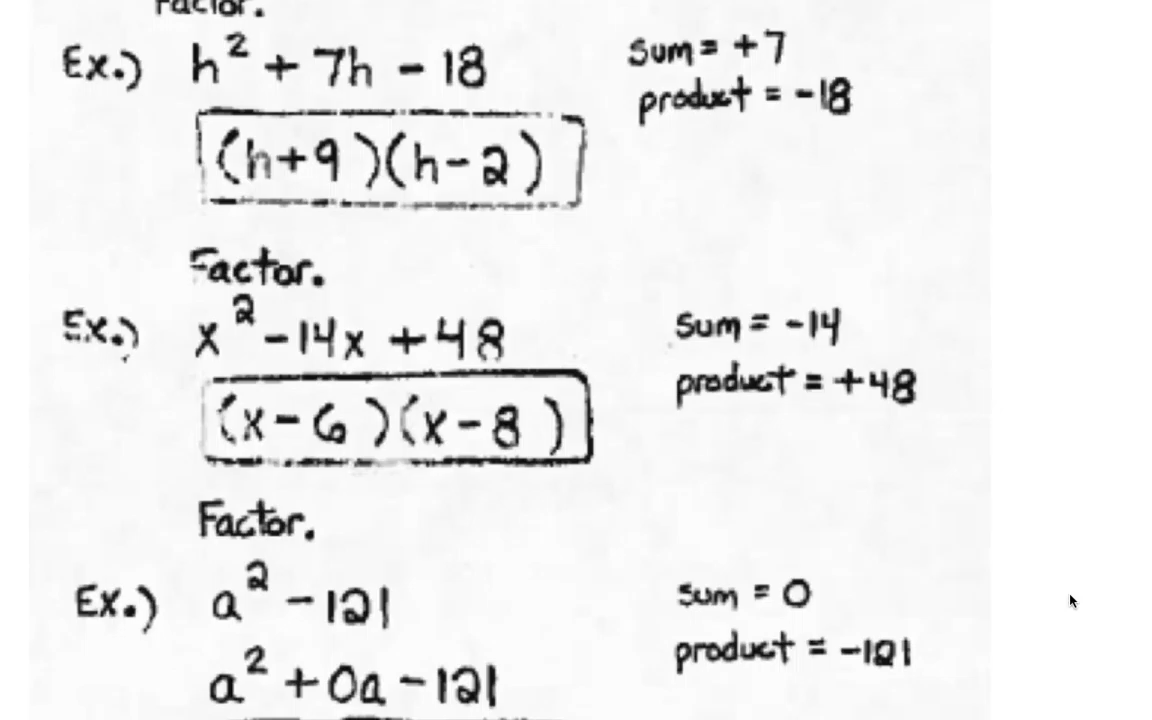 Factor.
Ex.) h² + 7h - 18 sum = +7
product = -18
(h+9)(h-2)
Factor.
Ex.) x² - 14x + 48 sum = -14
product = +48
(x-6)(x-8)
Factor.
Ex.) a² - 121 sum = 0
product = -121
a² + 0a - 121